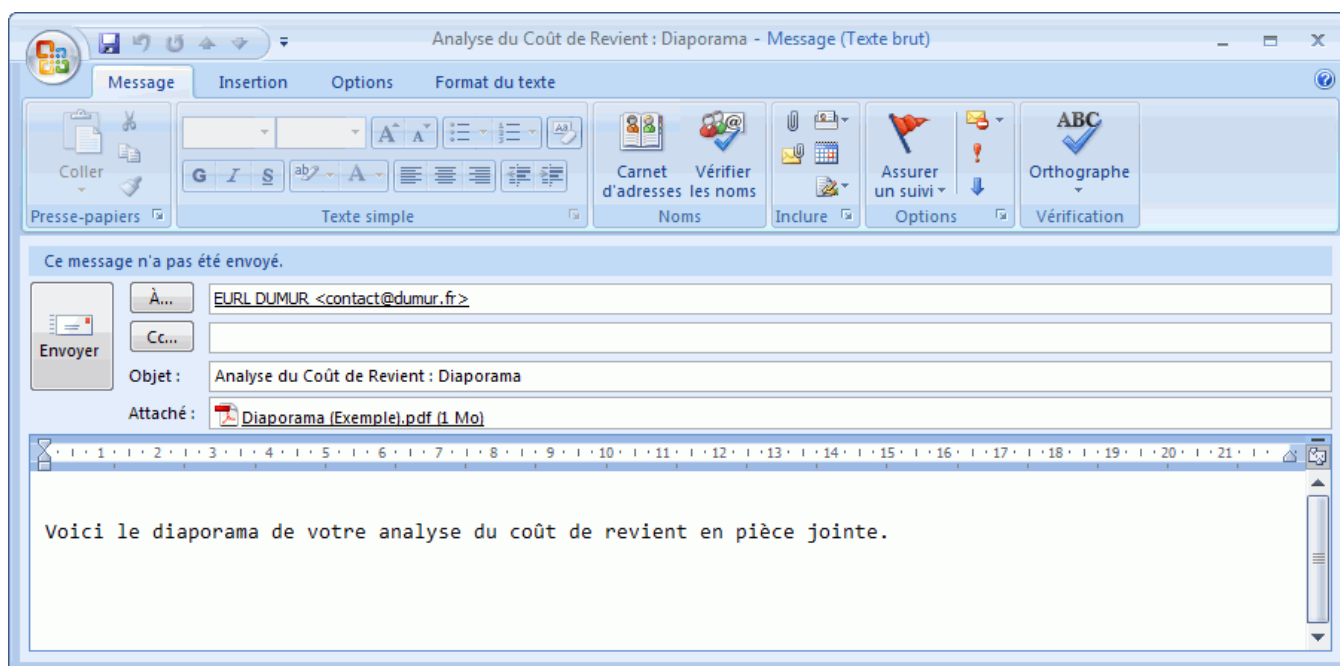 Analyse du Coût de Revient : Diaporama - Message (Texte brut)
Message Insertion Options Format du texte
Coller
G I S ab A
Carnet d'adresses
Vérifier les noms
Assurer un suivi
ABC
Orthographe
Presse-papiers Texte simple Noms Inclure Options Vérification
Ce message n'a pas été envoyé.
Envoyer
À... EURL DUMUR <contact@dumur.fr>
Cc...
Objet : Analyse du Coût de Revient : Diaporama
Attaché : Diaporama (Exemple).pdf (1 Mo)
1 2 3 4 5 6 7 8 9 10 11 12 13 14 15 16 17 18 19 20 21
Voici le diaporama de votre analyse du coût de revient en pièce jointe.